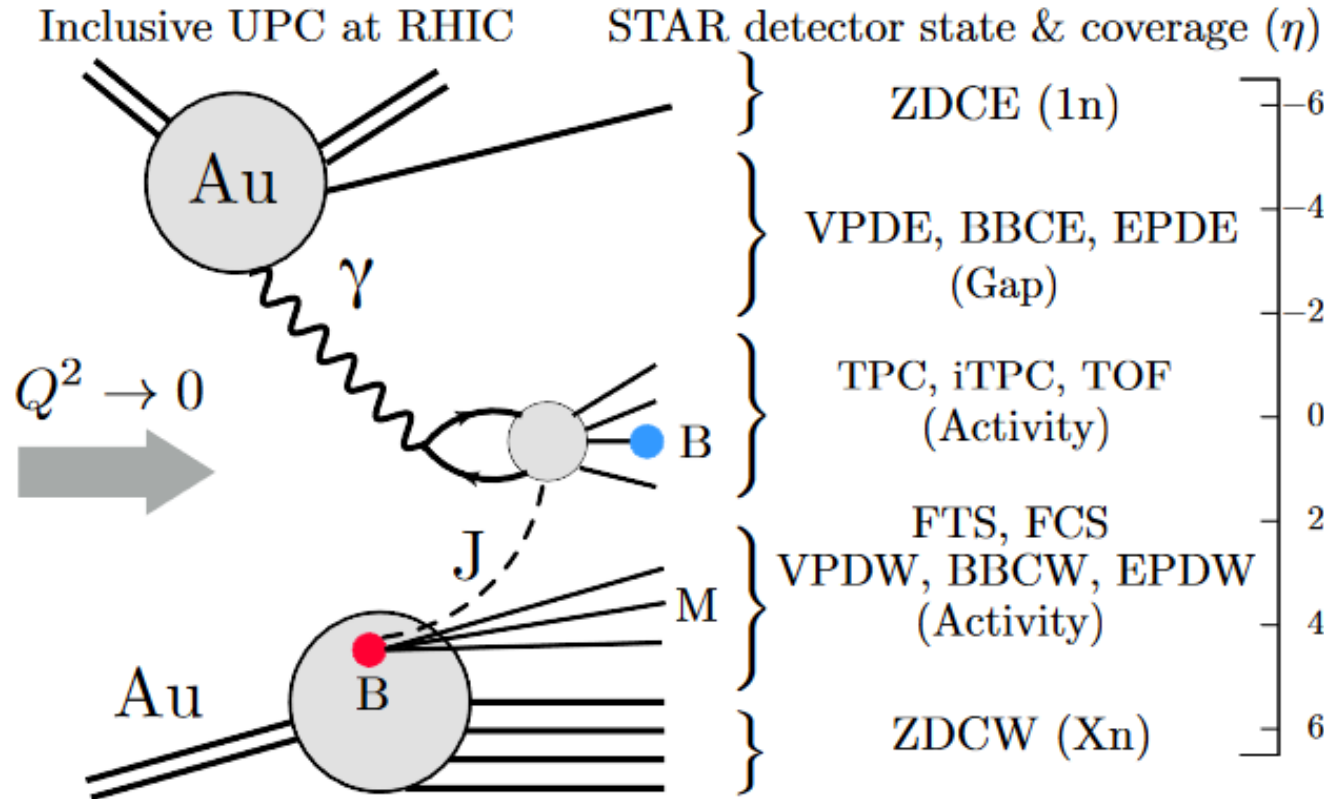 Inclusive UPC at RHIC
STAR detector state & coverage (η)
Au
γ
Q² → 0
B
J
M
B
Au
ZDCE (1n)
VPDE, BBCE, EPDE
(Gap)
TPC, iTPC, TOF
(Activity)
FTS, FCS
VPDW, BBCW, EPDW
(Activity)
ZDCW (Xn)
−6
−4
−2
0
2
4
6